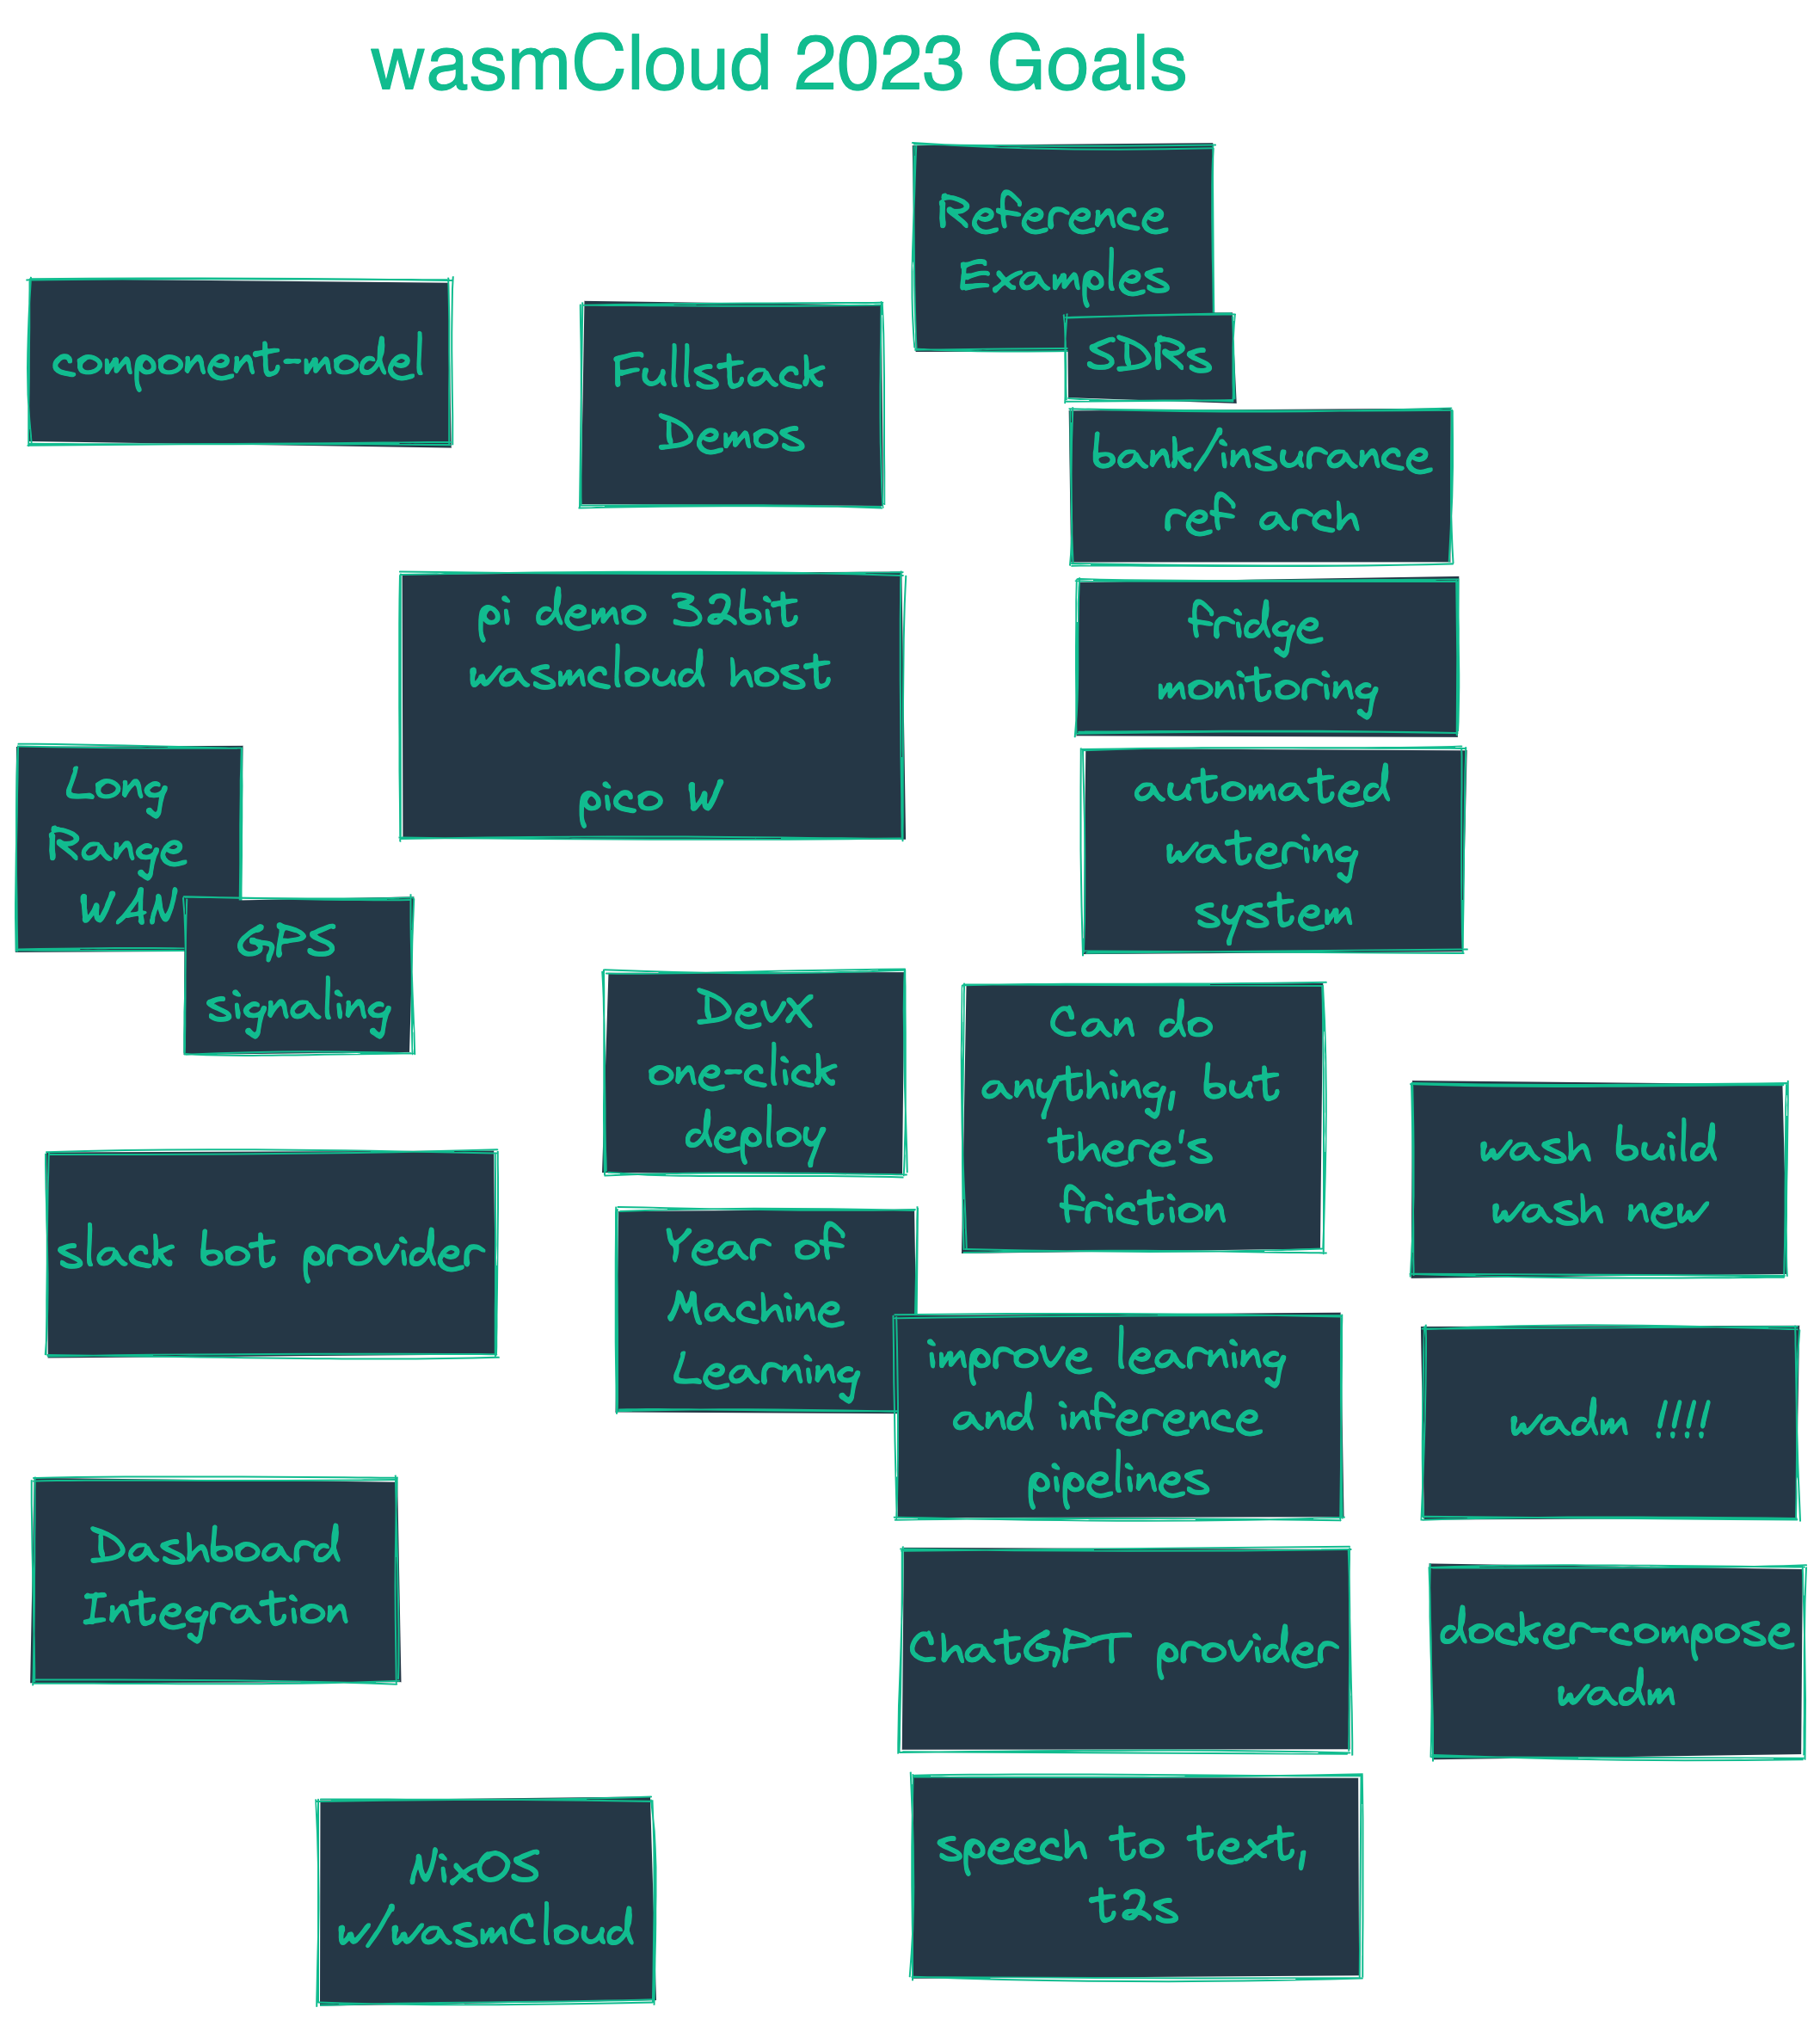 wasmCloud 2023 Goals
Reference
Examples
SDRs
component-model
Fullstack
Demos
bank/insurance
ref arch
pi demo 32bit
wasmcloud host
pico W
fridge
monitoring
automated
watering
system
Long
Range
WAN
GPS
signaling
DevX
one-click
deploy
Can do
anything, but
there's
friction
wash build
wash new
slack bot provider
Year of
Machine
Learning
improve learning
and inference
pipelines
wadm !!!!
Dashboard
Integration
ChatGPT provider
docker-compose
wadm
NixOS
w/wasmCloud
speech to text,
t2s